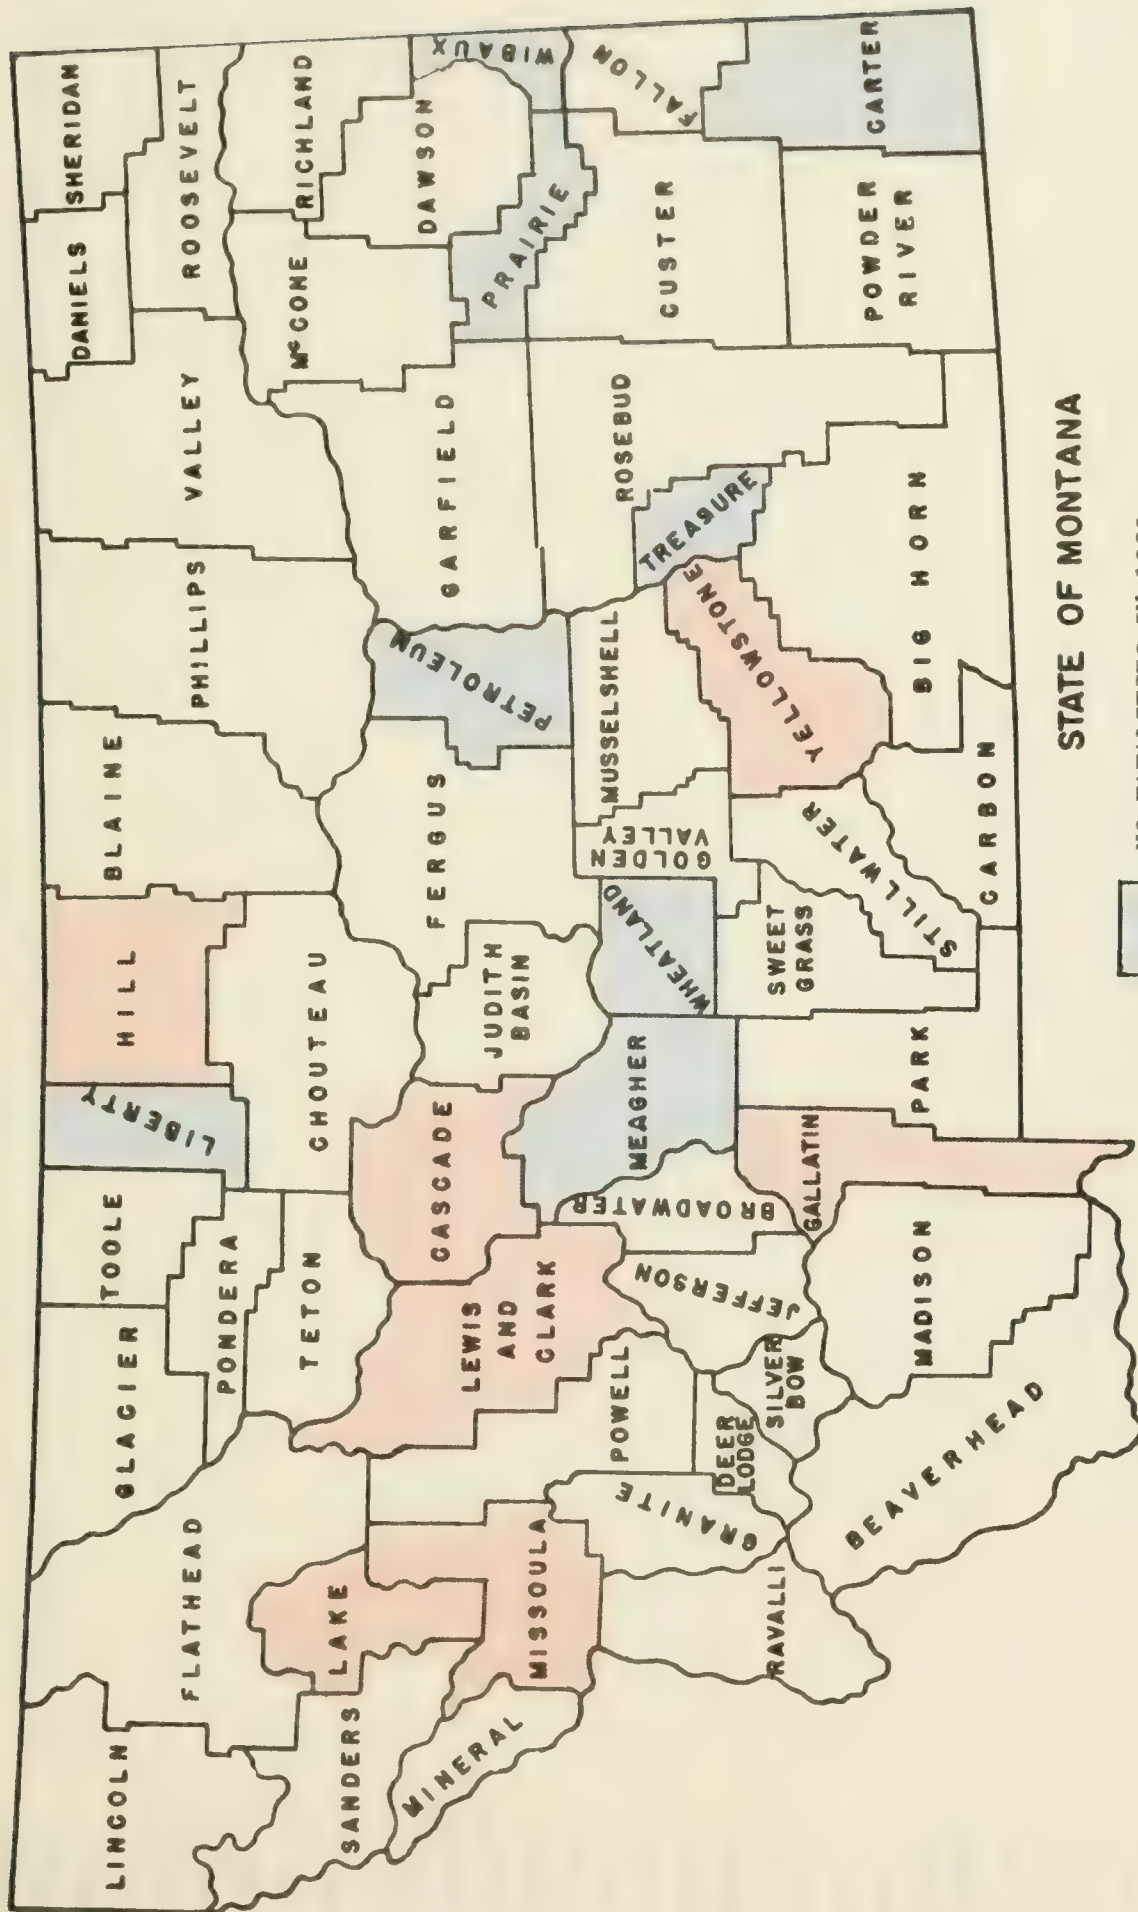 LINCOLN
FLATHEAD
GLACIER
TOOLE
LIBERTY
HILL
BLAINE
PHILLIPS
VALLEY
DANIELS
SHERIDAN
ROOSEVELT
SANDERS
LAKE
PONDERA
TETON
CHOUTEAU
FERGUS
PETROLEUM
GARFIELD
McCONE
RICHLAND
DAWSON
WIBAUX
PRAIRIE
MINERAL
MISSOULA
POWELL
LEWIS
AND
CLARK
CASCADE
JUDITH
BASIN
GRANITE
DEER
LODGE
SILVER
BOW
JEFFERSON
BROADWATER
MEAGHER
WHEATLAND
GOLDEN
VALLEY
MUSSELSHELL
ROSEBUD
TREASURE
CUSTER
FALLON
RAVALLI
BEAVERHEAD
MADISON
GALLATIN
PARK
SWEET
GRASS
STILLWATER
YELLOWSTONE
CARBON
BIG HORN
POWDER
RIVER
CARTER
STATE OF MONTANA